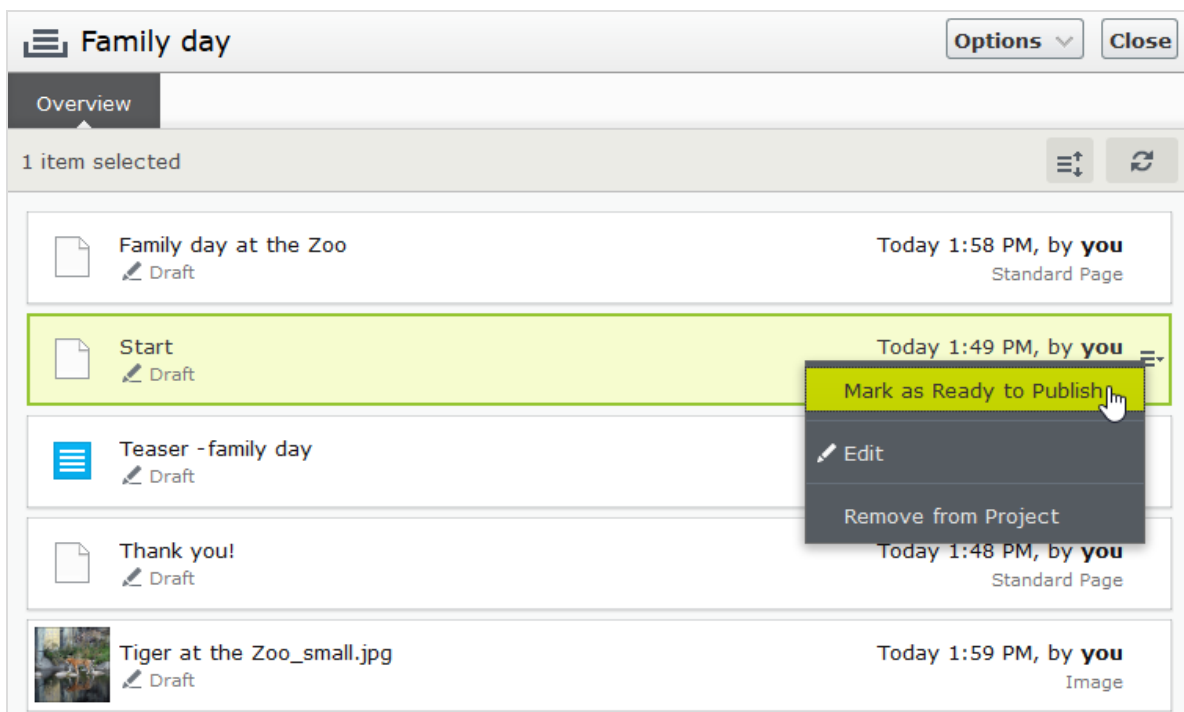 Family day
Options
Close
Overview
1 item selected
Family day at the Zoo
Today 1:58 PM, by you
Draft
Standard Page
Start
Today 1:49 PM, by you
Draft
Mark as Ready to Publish
Teaser -family day
Edit
Draft
Remove from Project
Thank you!
Today 1:48 PM, by you
Draft
Standard Page
Tiger at the Zoo_small.jpg
Today 1:59 PM, by you
Draft
Image